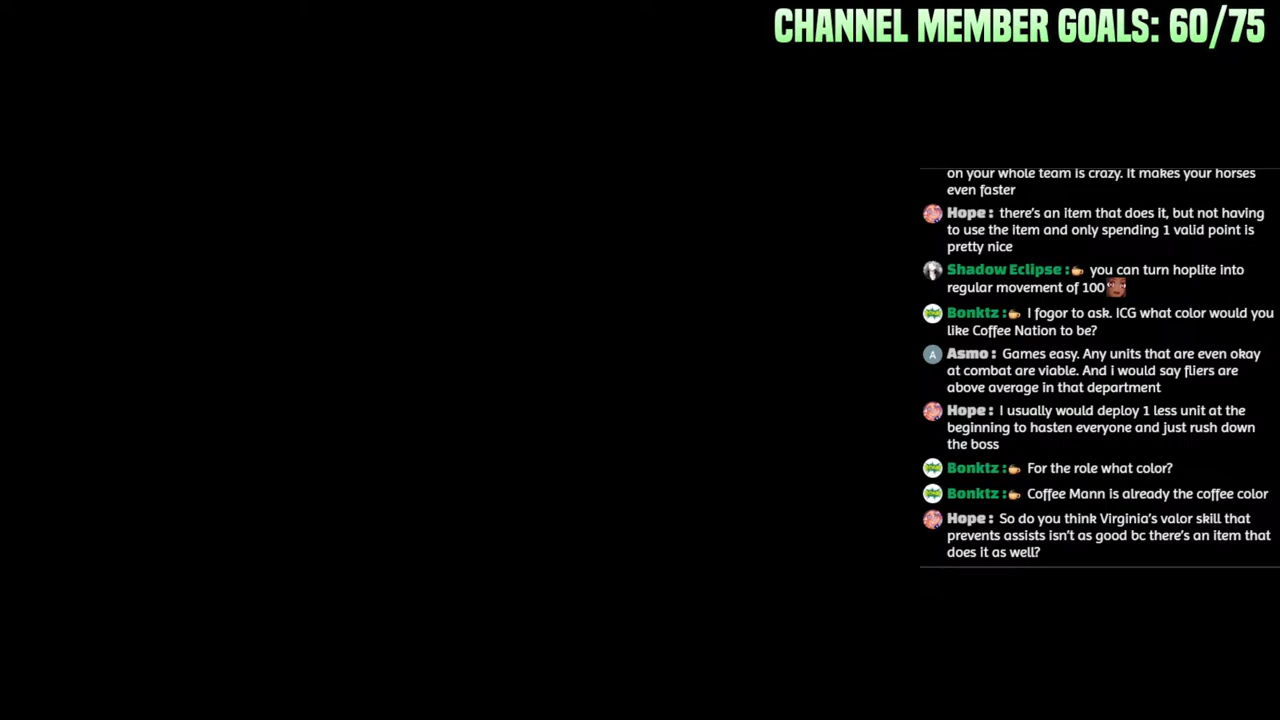 CHANNEL MEMBER GOALS: 60/75
on your whole team is crazy. It makes your horses
even faster
Hope: there's an item that does it, but not having
to use the item and only spending 1 valid point is
pretty nice
Shadow Eclipse: you can turn hoplite into
regular movement of 100
Bonktz: I fogor to ask. ICG what color would you
like Coffee Nation to be?
A Asmo: Games easy. Any units that are even okay
at combat are viable. And i would say fliers are
above average in that department
Hope: I usually would deploy 1 less unit at the
beginning to hasten everyone and just rush down
the boss
Bonktz: For the role what color?
Bonktz: Coffee Mann is already the coffee color
Hope: So do you think Virginia's valor skill that
prevents assists isn't as good bc there's an item that
does it as well?